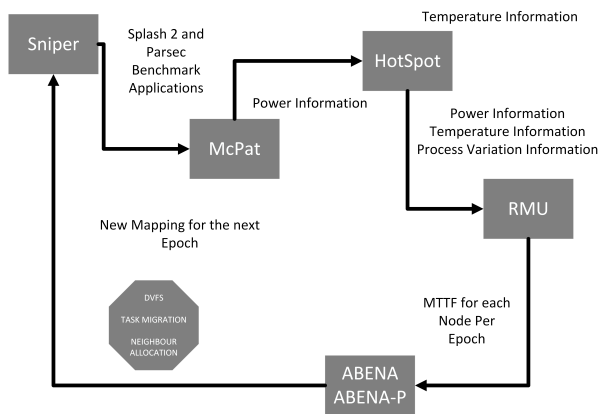 Temperature Information
Sniper
Splash 2 and
Parsec
Benchmark
Applications
HotSpot
Power Information
McPat
Power Information
Temperature Information
Process Variation Information
RMU
New Mapping for the next
Epoch
DVFS
TASK MIGRATION
NEIGHBOUR
ALLOCATION
MTTF for each
Node Per
Epoch
ABENA
ABENA-P